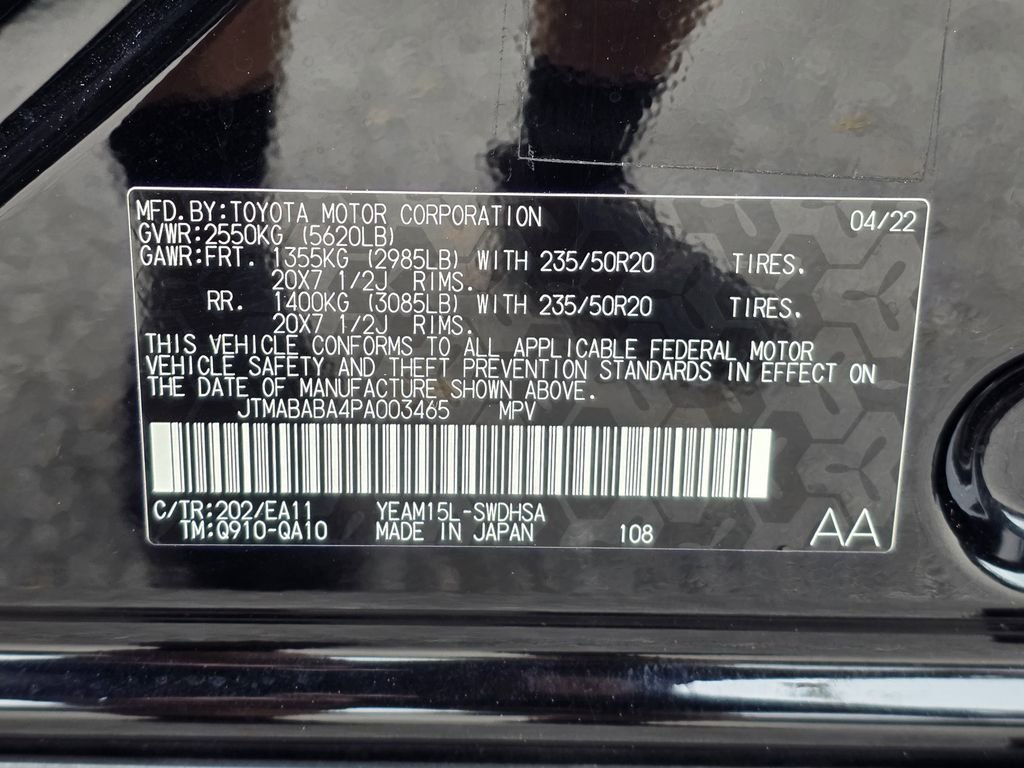 MFD.BY:TOYOTA MOTOR CORPORATION 04/22
GVWR:2550KG (5620LB)
GAWR:FRT. 1355KG (2985LB) WITH 235/50R20 TIRES.
20X7 1/2J RIMS.
RR. 1400KG (3085LB) WITH 235/50R20 TIRES.
20X7 1/2J RIMS.
THIS VEHICLE CONFORMS TO ALL APPLICABLE FEDERAL MOTOR
VEHICLE SAFETY AND THEFT PREVENTION STANDARDS IN EFFECT ON
THE DATE OF MANUFACTURE SHOWN ABOVE.
JTMABABA4PA003465 MPV
C/TR:202/EA11 YEAM15L-SWDHSA
TM:Q910-QA10 MADE IN JAPAN 108 AA